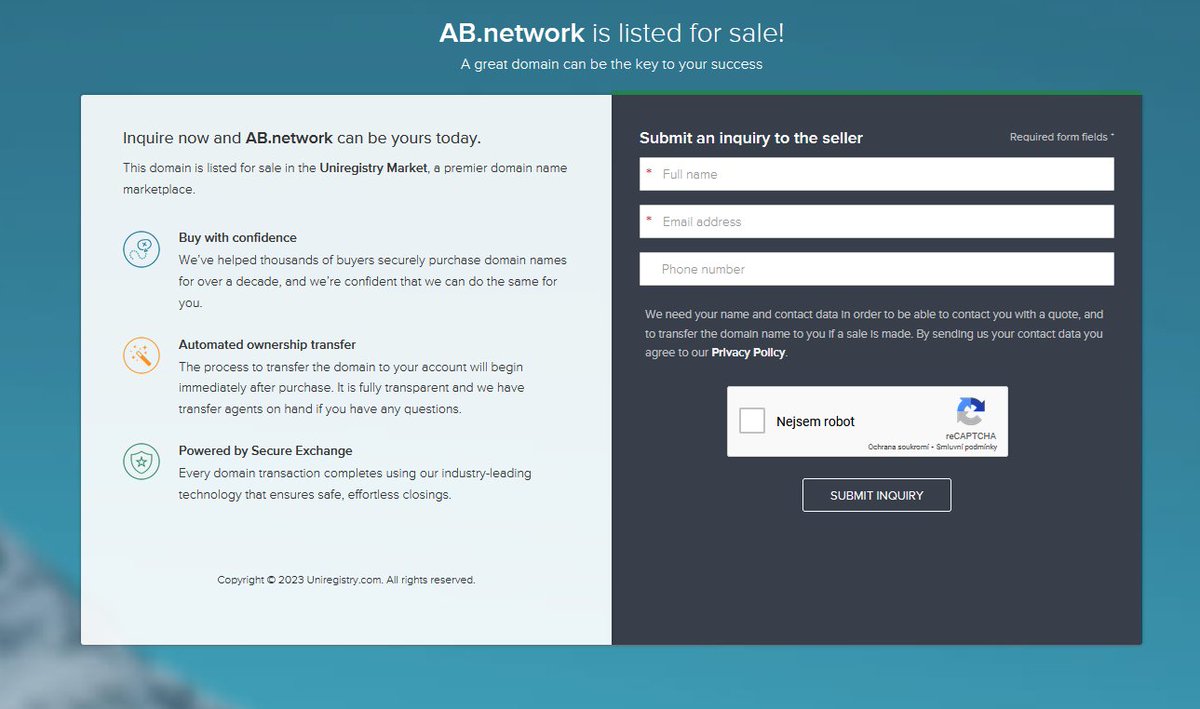 AB.network is listed for sale!
A great domain can be the key to your success
Inquire now and AB.network can be yours today.
This domain is listed for sale in the Uniregistry Market, a premier domain name
marketplace.
Buy with confidence
We've helped thousands of buyers securely purchase domain names
for over a decade, and we're confident that we can do the same for
you.
Automated ownership transfer
The process to transfer the domain to your account will begin
immediately after purchase. It is fully transparent and we have
transfer agents on hand if you have any questions.
Powered by Secure Exchange
Every domain transaction completes using our industry-leading
technology that ensures safe, effortless closings.
Copyright © 2023 Uniregistry.com. All rights reserved.
Submit an inquiry to the seller
Required form fields *
* Full name
* Email address
Phone number
We need your name and contact data in order to be able to contact you with a quote, and
to transfer the domain name to you if a sale is made. By sending us your contact data you
agree to our Privacy Policy.
Nejsem robot
reCAPTCHA
Ochrana soukromí • Smluvní podmínky
SUBMIT INQUIRY